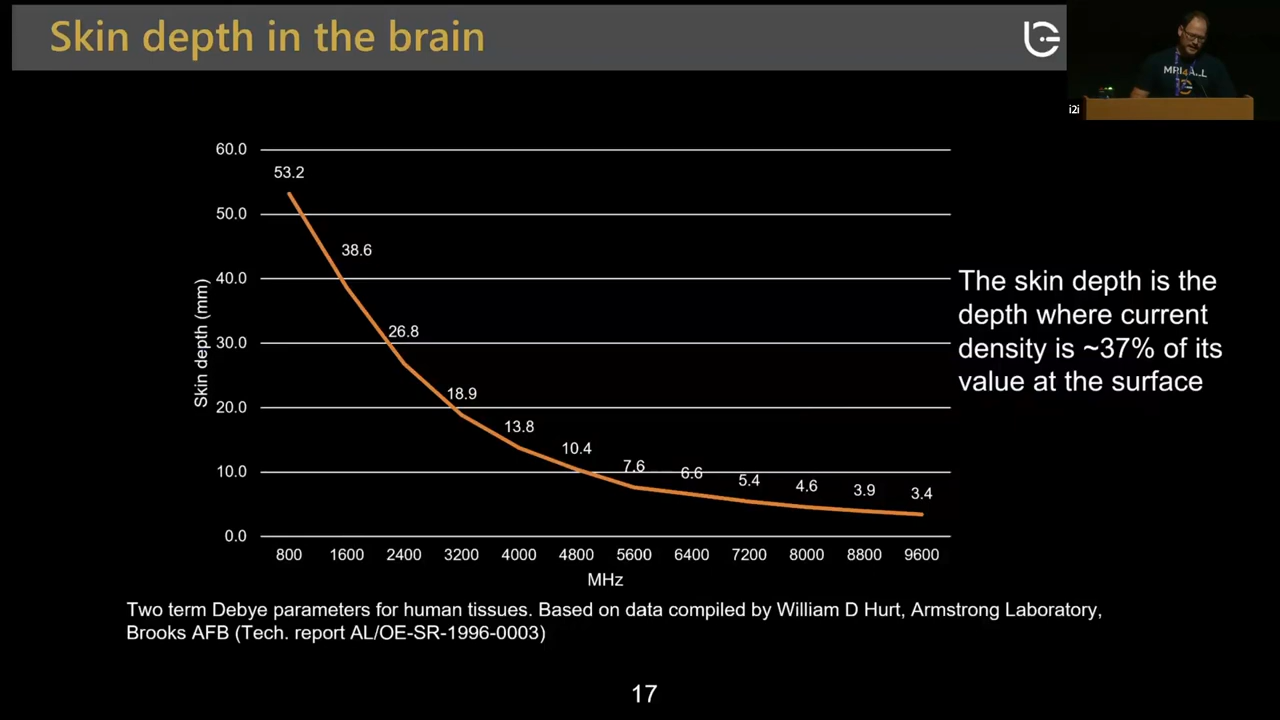 Skin depth in the brain
MRI4ALL
i2i
60.0
53.2
50.0
38.6
40.0
26.8
30.0
18.9
20.0
13.8
10.4
10.0
7.6
6.6
5.4
4.6
3.9
3.4
0.0
Skin depth (mm)
800 1600 2400 3200 4000 4800 5600 6400 7200 8000 8800 9600
MHz
The skin depth is the
depth where current
density is ~37% of its
value at the surface
Two term Debye parameters for human tissues. Based on data compiled by William D Hurt, Armstrong Laboratory,
Brooks AFB (Tech. report AL/OE-SR-1996-0003)
17